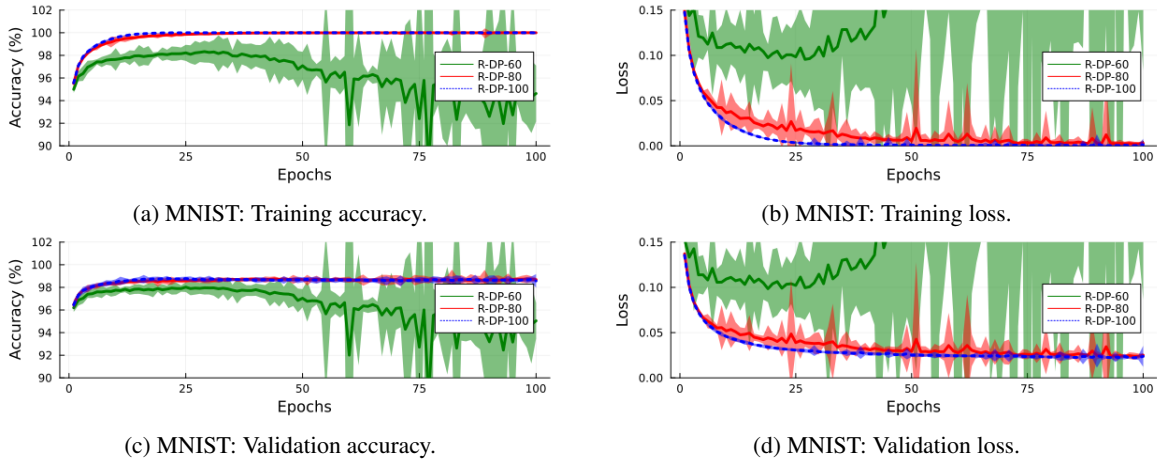 102
100
98
96
94
92
90
Accuracy (%)
R-DP-60
R-DP-80
R-DP-100
0
25
50
75
100
Epochs
(a) MNIST: Training accuracy.
0.15
0.10
0.05
0.00
Loss
R-DP-60
R-DP-80
R-DP-100
0
25
50
75
100
Epochs
(b) MNIST: Training loss.
102
100
98
96
94
92
90
Accuracy (%)
R-DP-60
R-DP-80
R-DP-100
0
25
50
75
100
Epochs
(c) MNIST: Validation accuracy.
0.15
0.10
0.05
0.00
Loss
R-DP-60
R-DP-80
R-DP-100
0
25
50
75
100
Epochs
(d) MNIST: Validation loss.